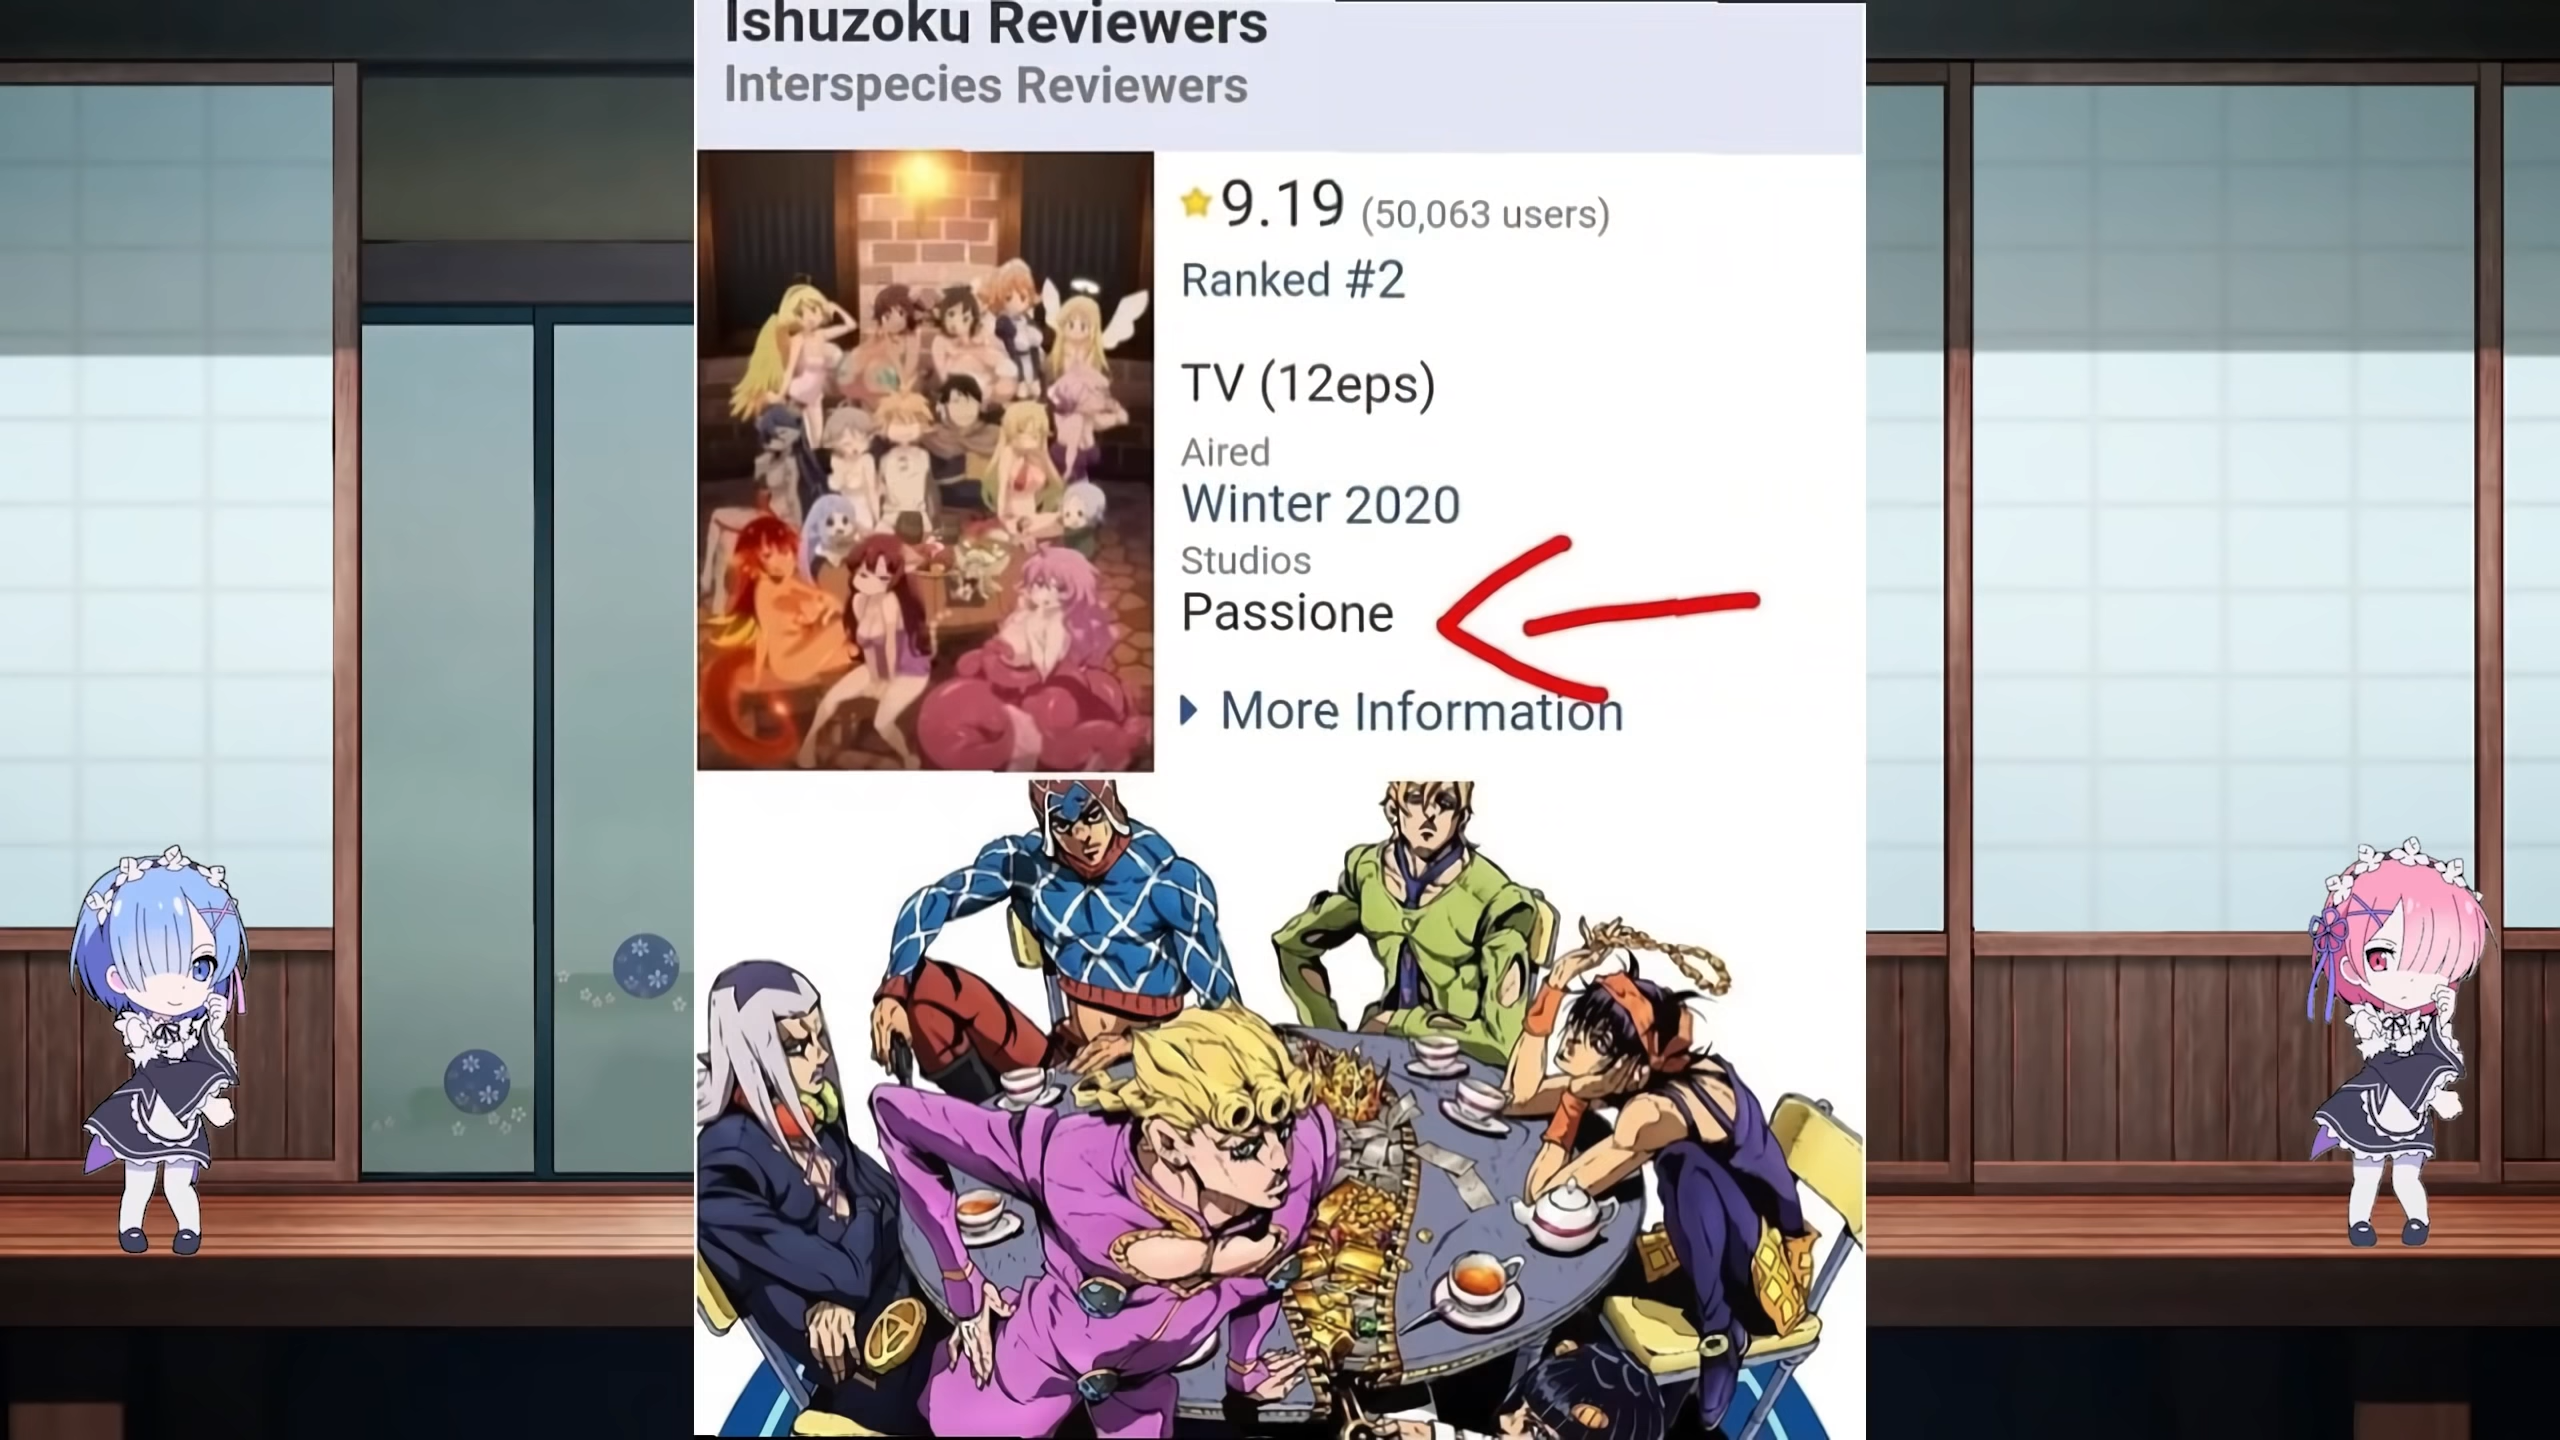 Ishuzoku Reviewers
Interspecies Reviewers
9.19 (50,063 users)
Ranked #2
TV (12eps)
Aired
Winter 2020
Studios
Passione
More Information